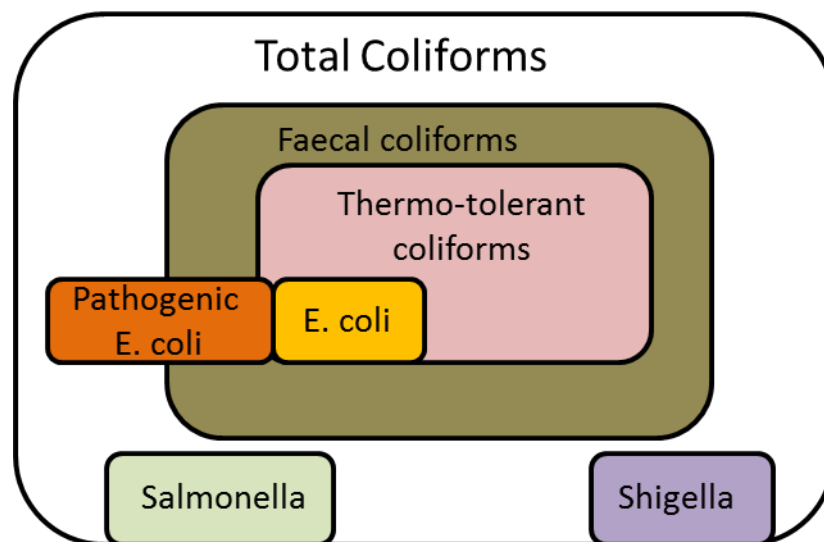 Total Coliforms
Faecal coliforms
Thermo-tolerant
coliforms
Pathogenic
E. coli
E. coli
Salmonella
Shigella